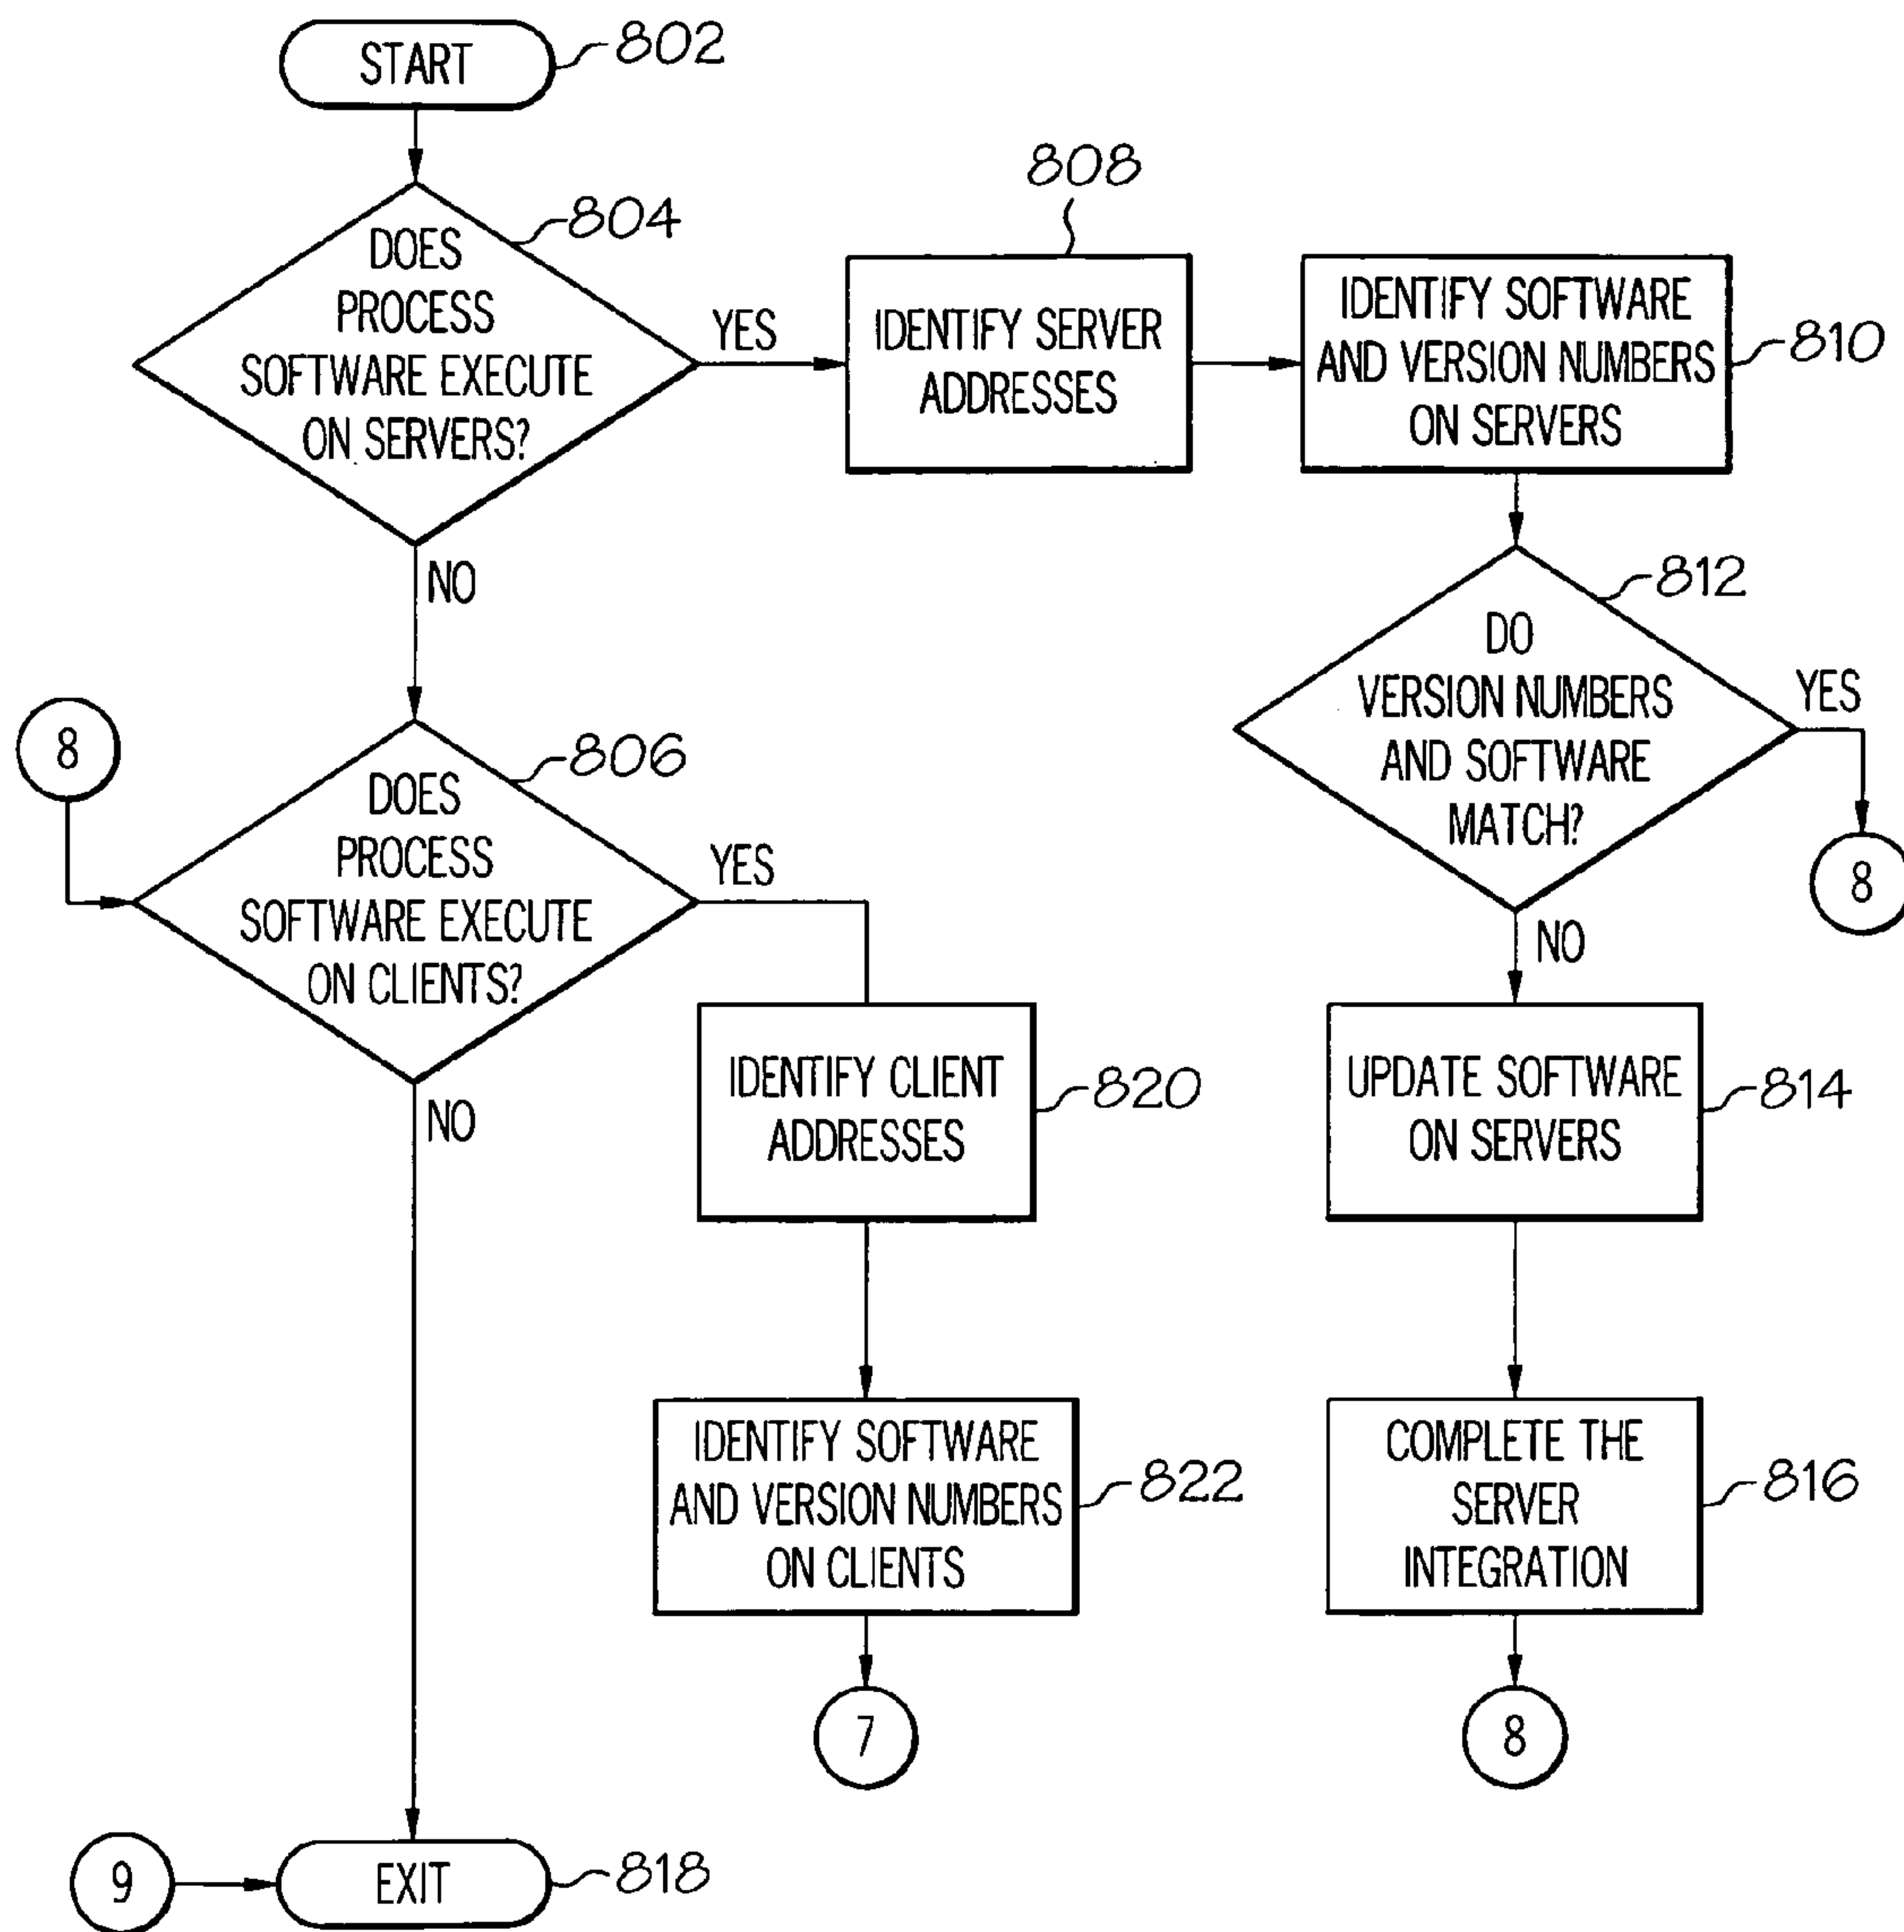 START
802
DOES
PROCESS
SOFTWARE EXECUTE
ON SERVERS?
804
YES
NO
808
IDENTIFY SERVER
ADDRESSES
IDENTIFY SOFTWARE
AND VERSION NUMBERS
ON SERVERS
810
DO
VERSION NUMBERS
AND SOFTWARE
MATCH?
812
YES
8
NO
8
DOES
PROCESS
SOFTWARE EXECUTE
ON CLIENTS?
806
YES
NO
IDENTIFY CLIENT
ADDRESSES
820
UPDATE SOFTWARE
ON SERVERS
814
IDENTIFY SOFTWARE
AND VERSION NUMBERS
ON CLIENTS
822
COMPLETE THE
SERVER
INTEGRATION
816
7
8
9
EXIT
818